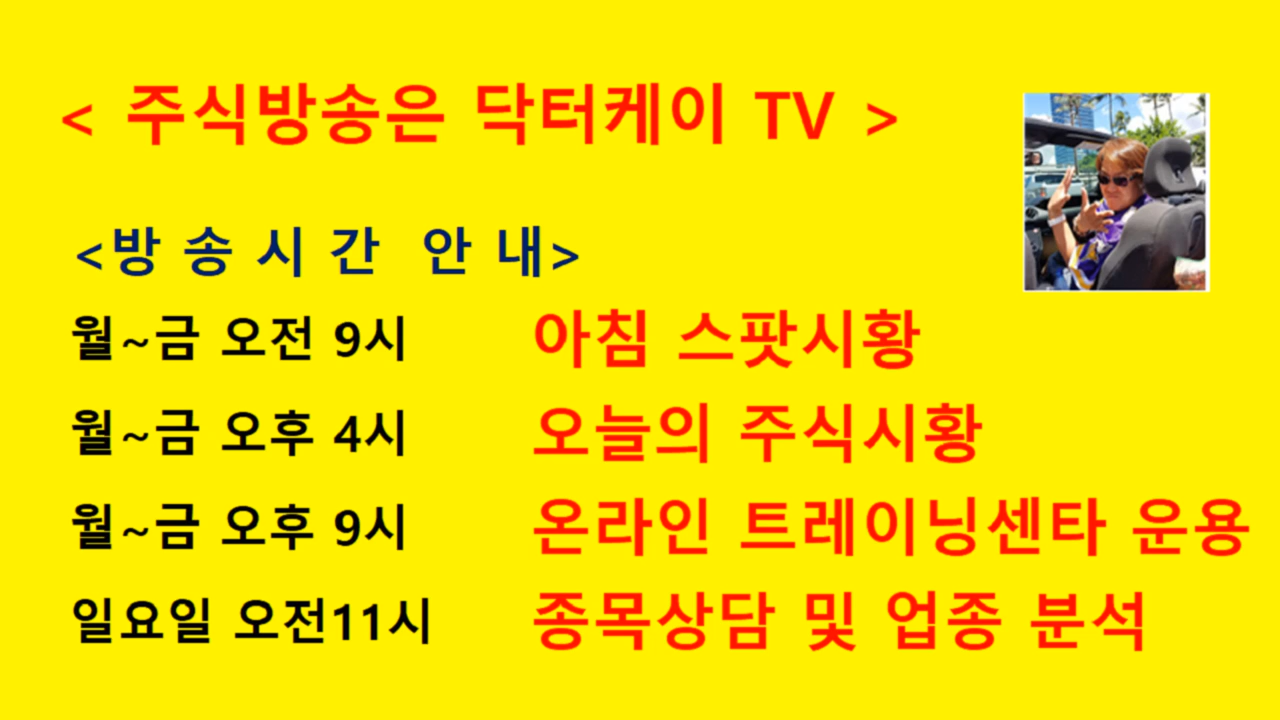 < 주식방송은 닥터케이 TV >
<방 송 시 간 안 내>
월~금 오전 9시 아침 스팟시황
월~금 오후 4시 오늘의 주식시황
월~금 오후 9시 온라인 트레이닝센타 운용
일요일 오전11시 종목상담 및 업종 분석